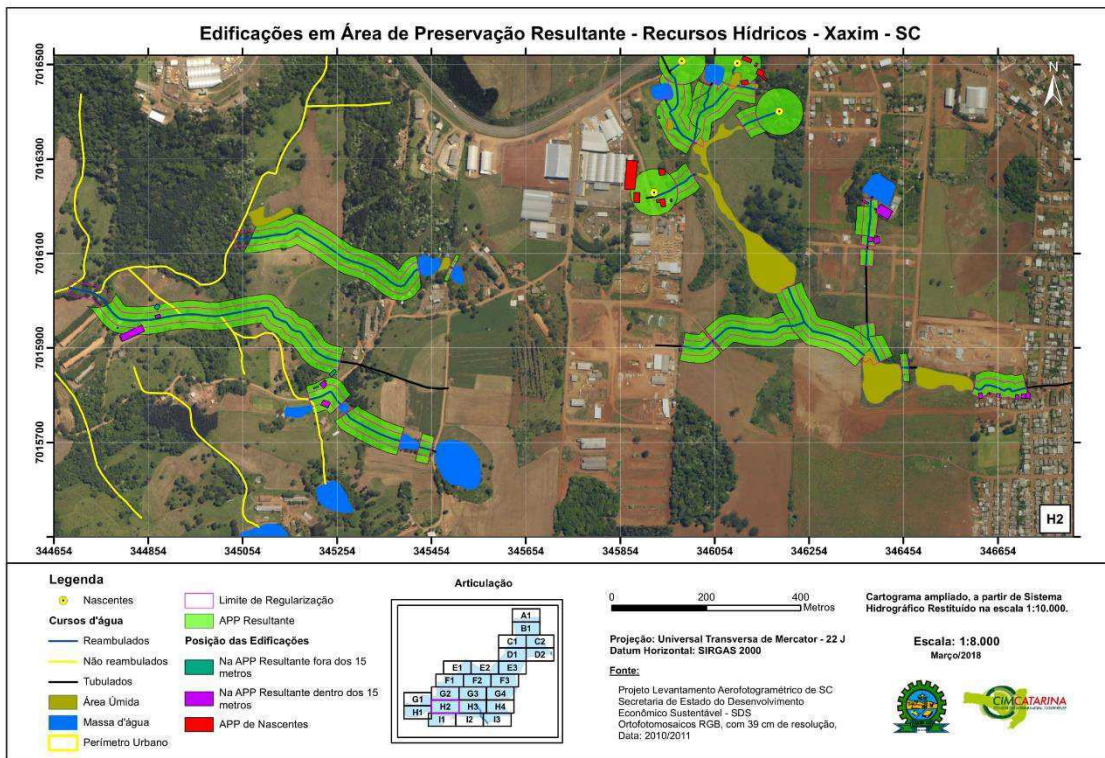 Edificações em Área de Preservação Resultante - Recursos Hídricos - Xaxim - SC
7016500
7016300
7016100
7015900
7015700
N
7016500
7016300
7016100
7015900
7015700
H2
344654
344854
345054
345254
345454
345654
345854
346054
346254
346454
346654
Legenda
Nascentes
Cursos d'água
Reambulados
Não reambulados
Tubulados
Área Úmida
Massa d'água
Perímetro Urbano
Limite de Regularização
APP Resultante
Posição das Edificações
Na APP Resultante fora dos 15
metros
Na APP Resultante dentro dos 15
metros
APP de Nascentes
Articulação
A1
B1
C1 C2
D1 D2
E1 E2 E3
F1 F2 F3
G1 G2 G3 G4
H1 H2 H3 H4
I1 I2 I3
0 200 400
Metros
Projeção: Universal Transversa de Mercator - 22 J
Datum Horizontal: SIRGAS 2000
Fonte:
Projeto Levantamento Aerofotogramétrico de SC
Secretaria de Estado do Desenvolvimento
Econômico Sustentável - SDS
Ortofotomosaicos RGB, com 39 cm de resolução,
Data: 2010/2011
Cartograma ampliado, a partir de Sistema
Hidrográfico Restituído na escala 1:10.000.
Escala: 1:8.000
Março/2018
CIMCATARINA